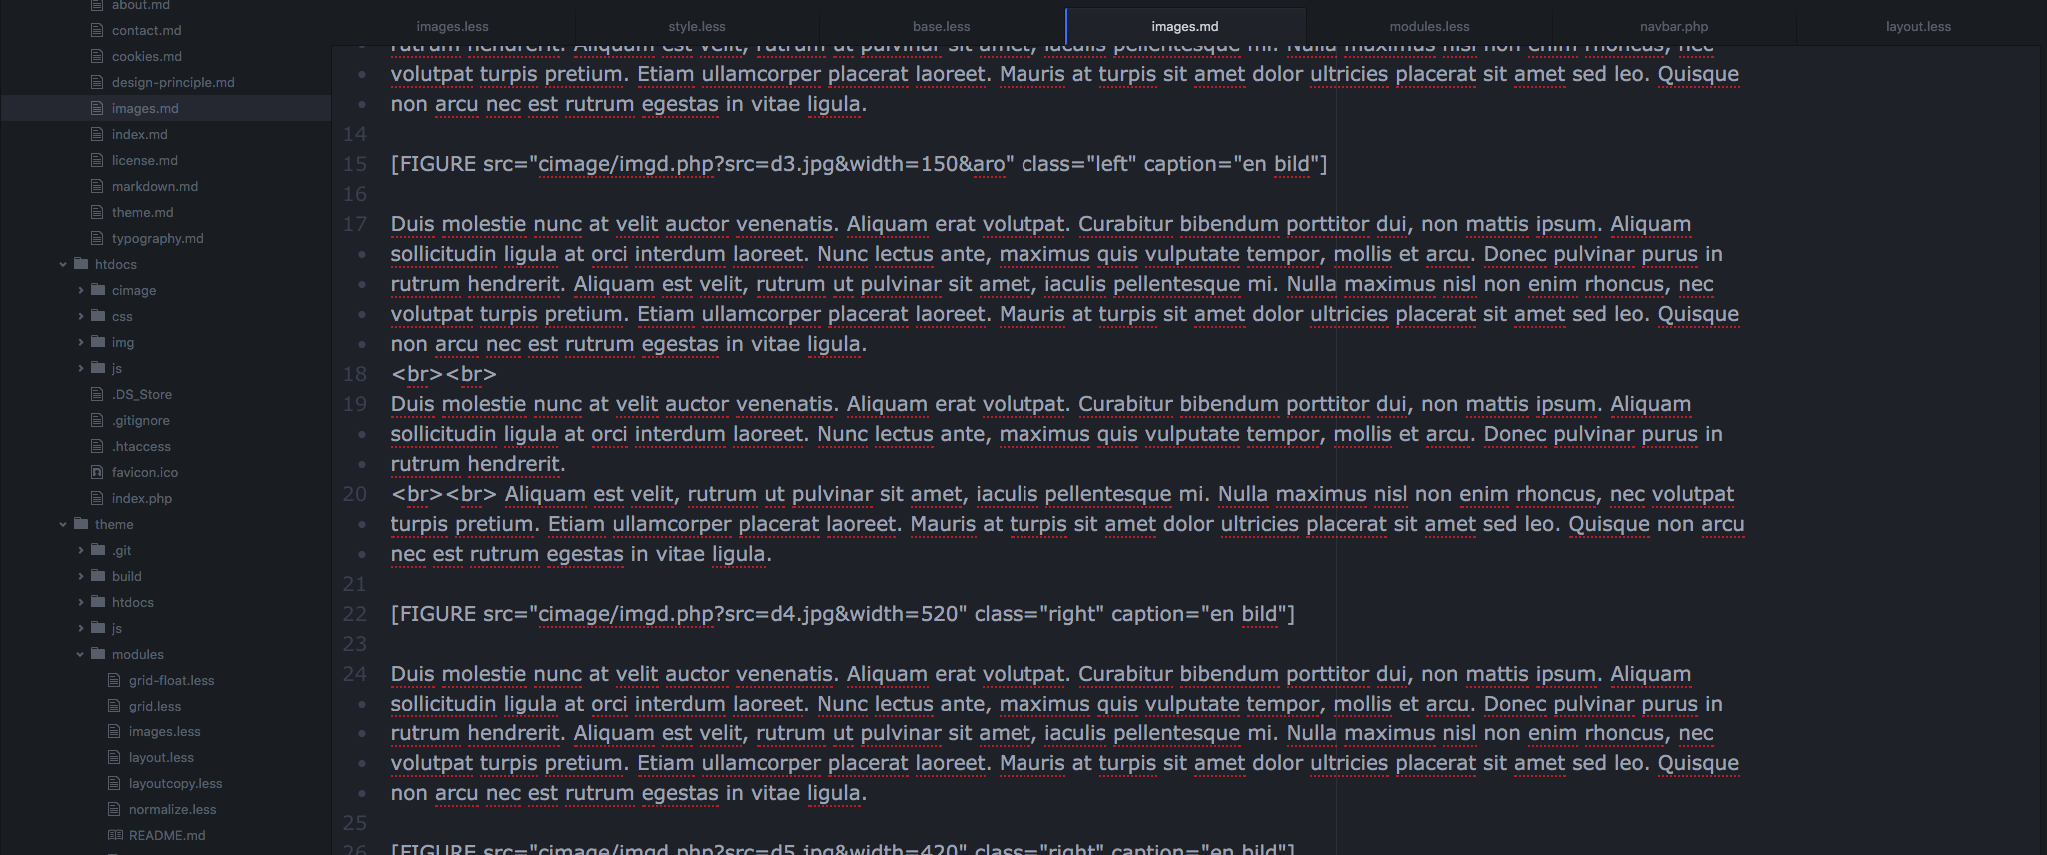 about.md
contact.md
cookies.md
design-principle.md
images.md
index.md
license.md
markdown.md
theme.md
typography.md
htdocs
cimage
css
img
js
.DS_Store
.gitignore
.htaccess
favicon.ico
index.php
theme
.git
build
htdocs
js
modules
grid-float.less
grid.less
images.less
layout.less
layoutcopy.less
normalize.less
README.md
images.less
style.less
base.less
images.md
modules.less
navbar.php
layout.less
rutrum hendrerit. Aliquam est velit, rutrum ut pulvinar sit amet, iaculis pellentesque mi. Nulla maximus nisl non enim rhoncus, nec
volutpat turpis pretium. Etiam ullamcorper placerat laoreet. Mauris at turpis sit amet dolor ultricies placerat sit amet sed leo. Quisque
non arcu nec est rutrum egestas in vitae ligula.
14
15 [FIGURE src="cimage/imgd.php?src=d3.jpg&width=150&aro" class="left" caption="en bild"]
16
17 Duis molestie nunc at velit auctor venenatis. Aliquam erat volutpat. Curabitur bibendum porttitor dui, non mattis ipsum. Aliquam
sollicitudin ligula at orci interdum laoreet. Nunc lectus ante, maximus quis vulputate tempor, mollis et arcu. Donec pulvinar purus in
rutrum hendrerit. Aliquam est velit, rutrum ut pulvinar sit amet, iaculis pellentesque mi. Nulla maximus nisl non enim rhoncus, nec
volutpat turpis pretium. Etiam ullamcorper placerat laoreet. Mauris at turpis sit amet dolor ultricies placerat sit amet sed leo. Quisque
non arcu nec est rutrum egestas in vitae ligula.
18 <br><br>
19 Duis molestie nunc at velit auctor venenatis. Aliquam erat volutpat. Curabitur bibendum porttitor dui, non mattis ipsum. Aliquam
sollicitudin ligula at orci interdum laoreet. Nunc lectus ante, maximus quis vulputate tempor, mollis et arcu. Donec pulvinar purus in
rutrum hendrerit.
20 <br><br> Aliquam est velit, rutrum ut pulvinar sit amet, iaculis pellentesque mi. Nulla maximus nisl non enim rhoncus, nec volutpat
turpis pretium. Etiam ullamcorper placerat laoreet. Mauris at turpis sit amet dolor ultricies placerat sit amet sed leo. Quisque non arcu
nec est rutrum egestas in vitae ligula.
21
22 [FIGURE src="cimage/imgd.php?src=d4.jpg&width=520" class="right" caption="en bild"]
23
24 Duis molestie nunc at velit auctor venenatis. Aliquam erat volutpat. Curabitur bibendum porttitor dui, non mattis ipsum. Aliquam
sollicitudin ligula at orci interdum laoreet. Nunc lectus ante, maximus quis vulputate tempor, mollis et arcu. Donec pulvinar purus in
rutrum hendrerit. Aliquam est velit, rutrum ut pulvinar sit amet, iaculis pellentesque mi. Nulla maximus nisl non enim rhoncus, nec
volutpat turpis pretium. Etiam ullamcorper placerat laoreet. Mauris at turpis sit amet dolor ultricies placerat sit amet sed leo. Quisque
non arcu nec est rutrum egestas in vitae ligula.
25
26 [FIGURE src="cimage/imgd.php?src=d5.jpg&width=420" class="right" caption="en bild"]